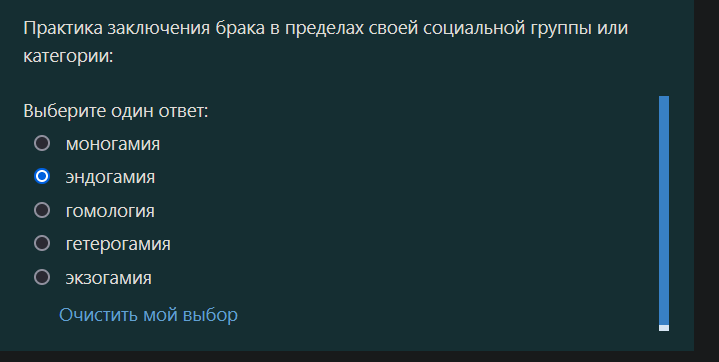 Практика заключения брака в пределах своей социальной группы или
категории:
Выберите один ответ:
моногамия
эндогамия
гомология
гетерогамия
экзогамия
Очистить мой выбор